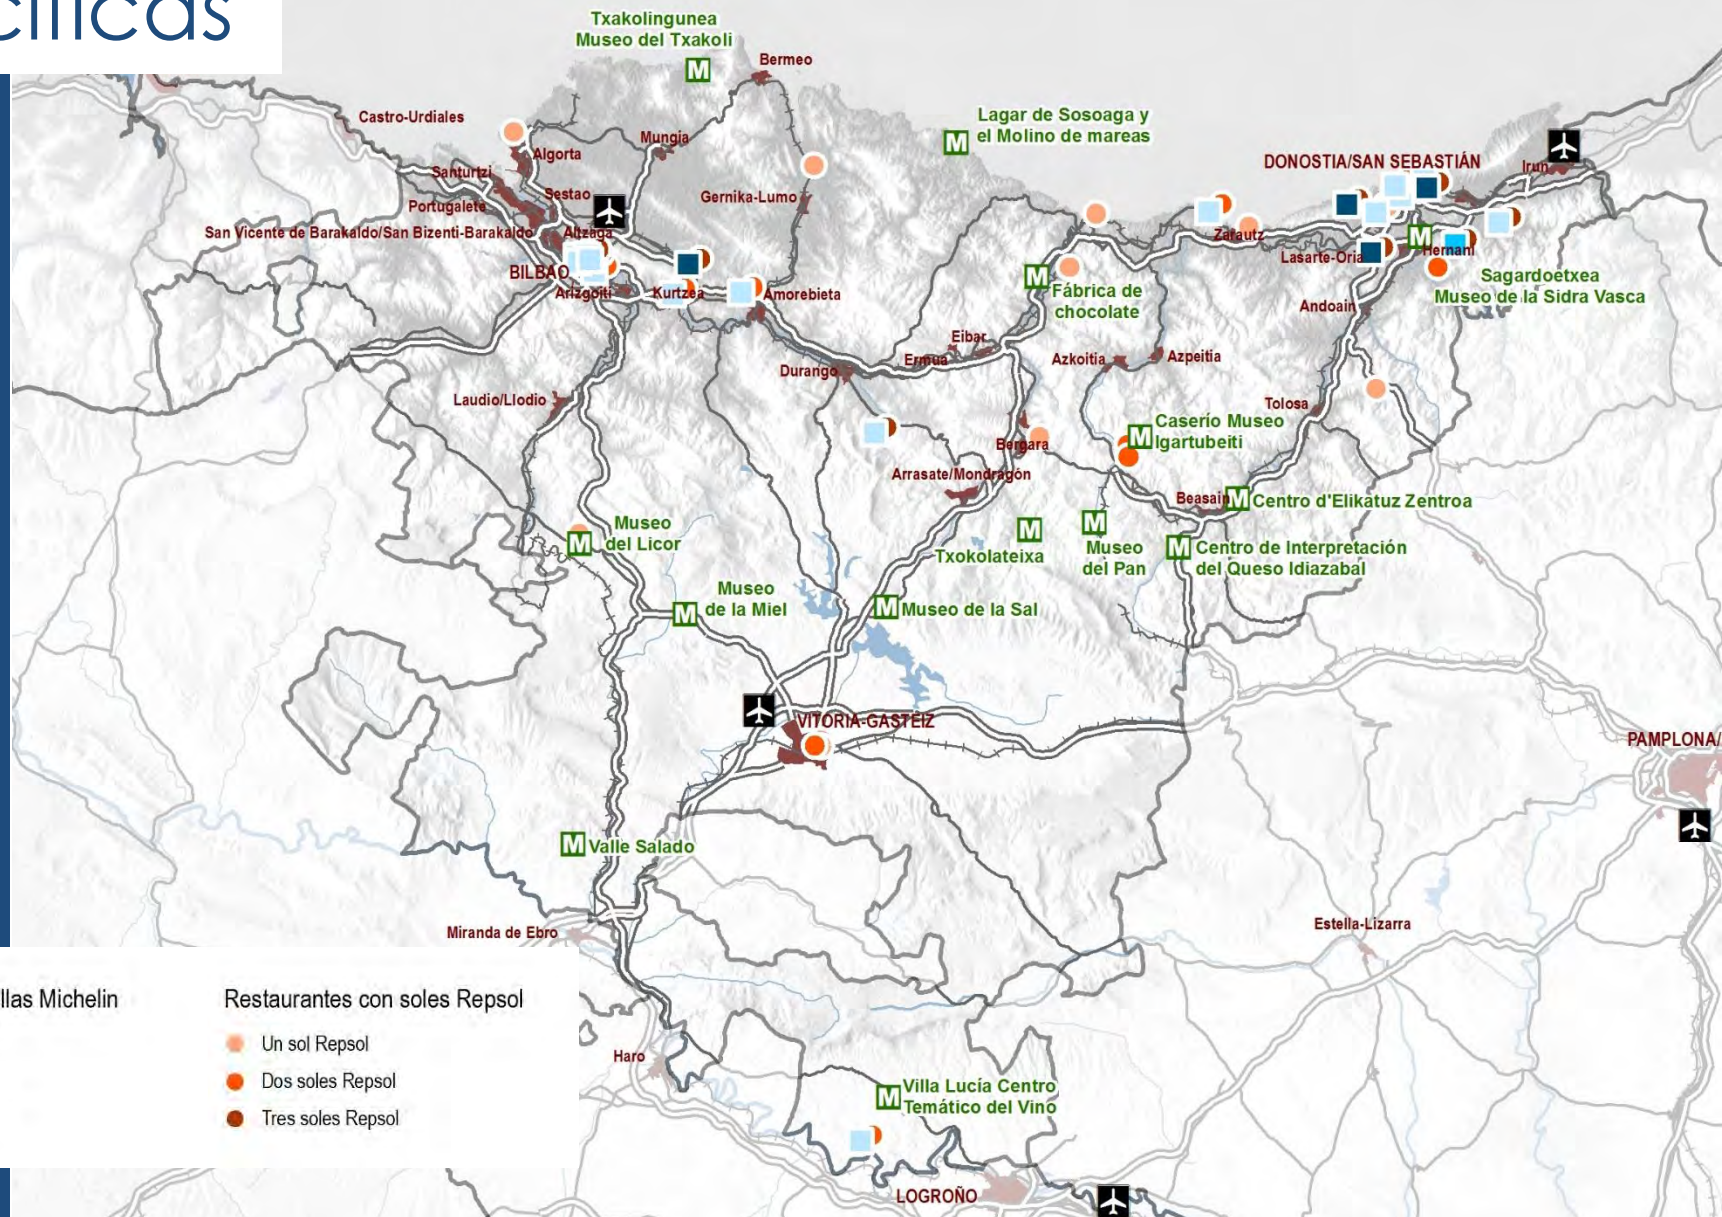 cíficas
Txakolingunea
Museo del Txakoli
M
Bermeo
Castro-Urdiales
Lagar de Sosoaga y
el Molino de mareas
M
Mungia
Algorta
DONOSTIA/SAN SEBASTIÁN
Irun
Santurtzi
Sestao
Gernika-Lumo
Portugalete
San Vicente de Barakaldo/San Bizenti-Barakaldo
Altzaga
Zarautz
M
Hernani
Lasarte-Oria
BILBAO
Arizgoiti
Kurtzea
Amorebieta
M
Fábrica de
chocolate
Sagardoetxea
Museo de la Sidra Vasca
Andoain
Eibar
Ermua
Azkoitia
Azpeitia
Durango
Laudio/Llodio
Tolosa
M
Caserío Museo
Igartubeiti
Bergara
Arrasate/Mondragón
Beasain
M
Centro d'Elikatuz Zentroa
Museo
del Licor
M
M
Txokolateixa
M
Museo
del Pan
M
Centro de Interpretación
del Queso Idiazabal
Museo
de la Miel
M
M
Museo de la Sal
VITORIA-GASTEIZ
PAMPLONA/
M
Valle Salado
Miranda de Ebro
Estella-Lizarra
llas Michelin
Restaurantes con soles Repsol
Un sol Repsol
Dos soles Repsol
Tres soles Repsol
Haro
M
Villa Lucía Centro
Temático del Vino
LOGROÑO